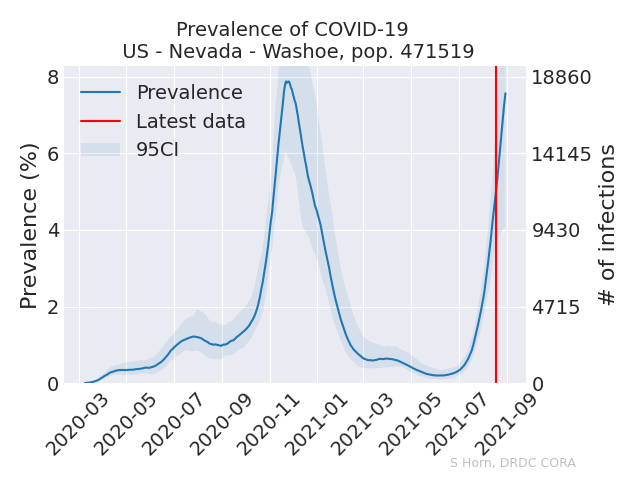 Prevalence of COVID-19
US - Nevada - Washoe, pop. 471519
8
6
4
2
0
Prevalence (%)
Prevalence
Latest data
95CI
18860
14145
9430
4715
0
# of infections
2020-03
2020-05
2020-07
2020-09
2020-11
2021-01
2021-03
2021-05
2021-07
2021-09
S Horn, DRDC CORA